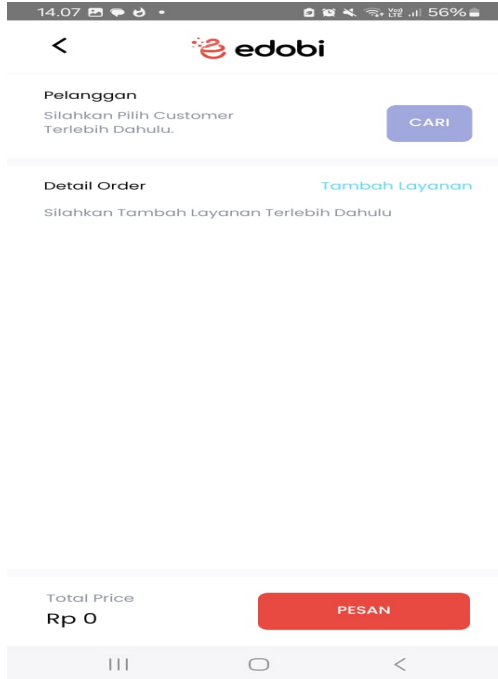 14.07
56%
edobi
Pelanggan
Silahkan Pilih Customer
Terlebih Dahulu.
CARI
Detail Order
Tambah Layanan
Silahkan Tambah Layanan Terlebih Dahulu
Total Price
Rp 0
PESAN